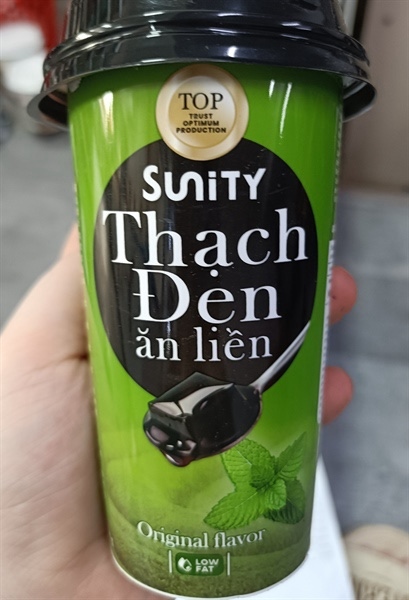 TOP
TRUST
OPTIMUM
PRODUCTION
SUNiTY
Thạch
Đen
ăn liền
Original flavor
LOW
FAT